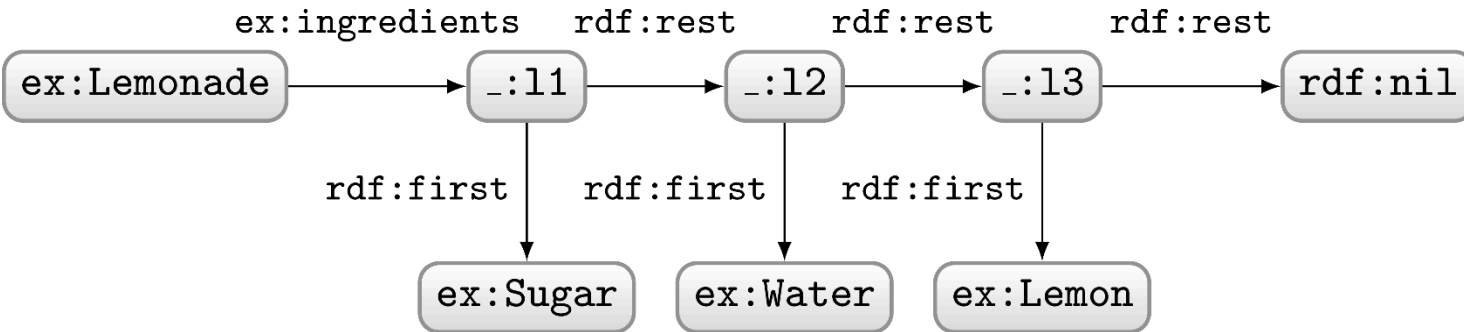 ex:ingredients rdf:rest rdf:rest rdf:rest
ex:Lemonade _:l1 _:l2 _:l3 rdf:nil
rdf:first rdf:first rdf:first
ex:Sugar ex:Water ex:Lemon